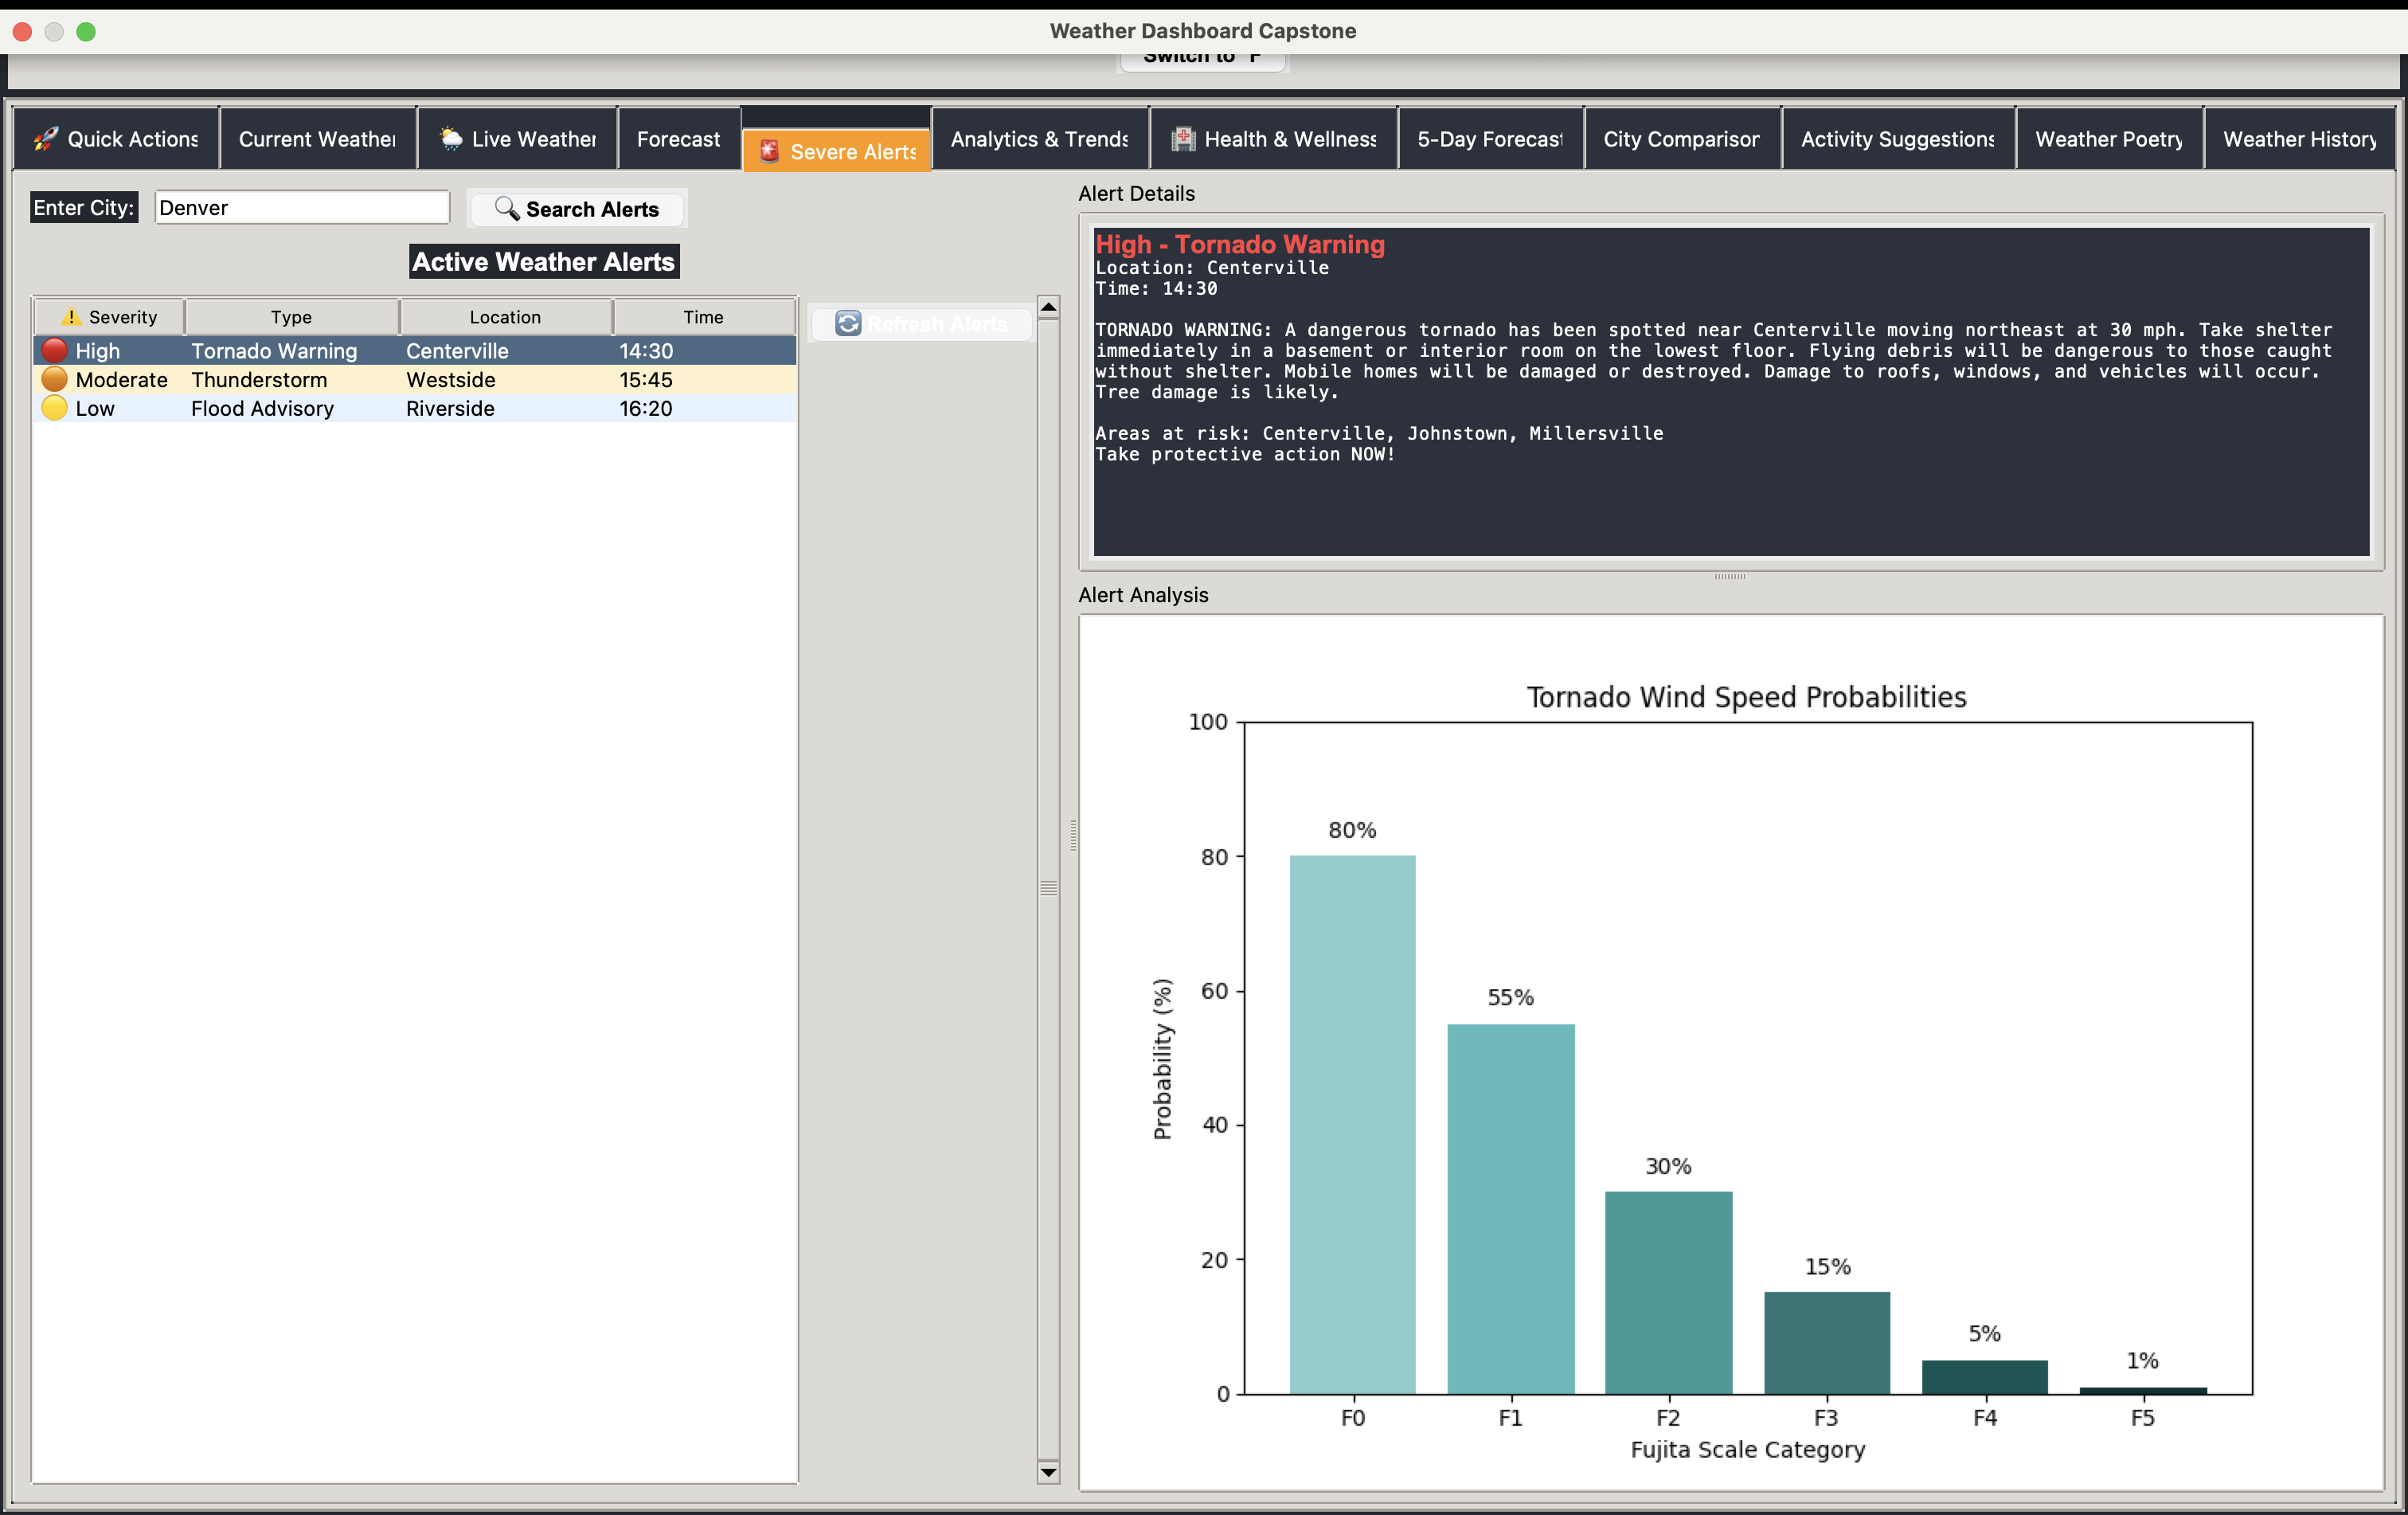 Weather Dashboard Capstone
Switch to °F
Quick Actions
Current Weather
Live Weather
Forecast
Severe Alerts
Analytics & Trends
Health & Wellness
5-Day Forecast
City Comparison
Activity Suggestions
Weather Poetry
Weather History
Enter City:
Denver
Search Alerts
Active Weather Alerts
Severity Type Location Time
High Tornado Warning Centerville 14:30
Moderate Thunderstorm Westside 15:45
Low Flood Advisory Riverside 16:20
Refresh Alerts
Alert Details
High - Tornado Warning
Location: Centerville
Time: 14:30
TORNADO WARNING: A dangerous tornado has been spotted near Centerville moving northeast at 30 mph. Take shelter
immediately in a basement or interior room on the lowest floor. Flying debris will be dangerous to those caught
without shelter. Mobile homes will be damaged or destroyed. Damage to roofs, windows, and vehicles will occur.
Tree damage is likely.
Areas at risk: Centerville, Johnstown, Millersville
Take protective action NOW!
Alert Analysis
Tornado Wind Speed Probabilities
Probability (%)
100
80
60
40
20
0
80%
55%
30%
15%
5%
1%
F0 F1 F2 F3 F4 F5
Fujita Scale Category